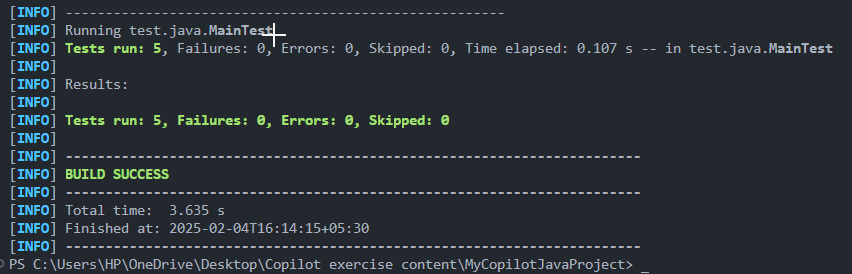 [INFO] -------------------------------------------------------
[INFO] Running test.java.MainTest
[INFO] Tests run: 5, Failures: 0, Errors: 0, Skipped: 0, Time elapsed: 0.107 s -- in test.java.MainTest
[INFO]
[INFO] Results:
[INFO]
[INFO] Tests run: 5, Failures: 0, Errors: 0, Skipped: 0
[INFO]
[INFO] ------------------------------------------------------------------------
[INFO] BUILD SUCCESS
[INFO] ------------------------------------------------------------------------
[INFO] Total time:  3.635 s
[INFO] Finished at: 2025-02-04T16:14:15+05:30
[INFO] ------------------------------------------------------------------------
PS C:\Users\HP\OneDrive\Desktop\Copilot exercise content\MyCopilotJavaProject> _